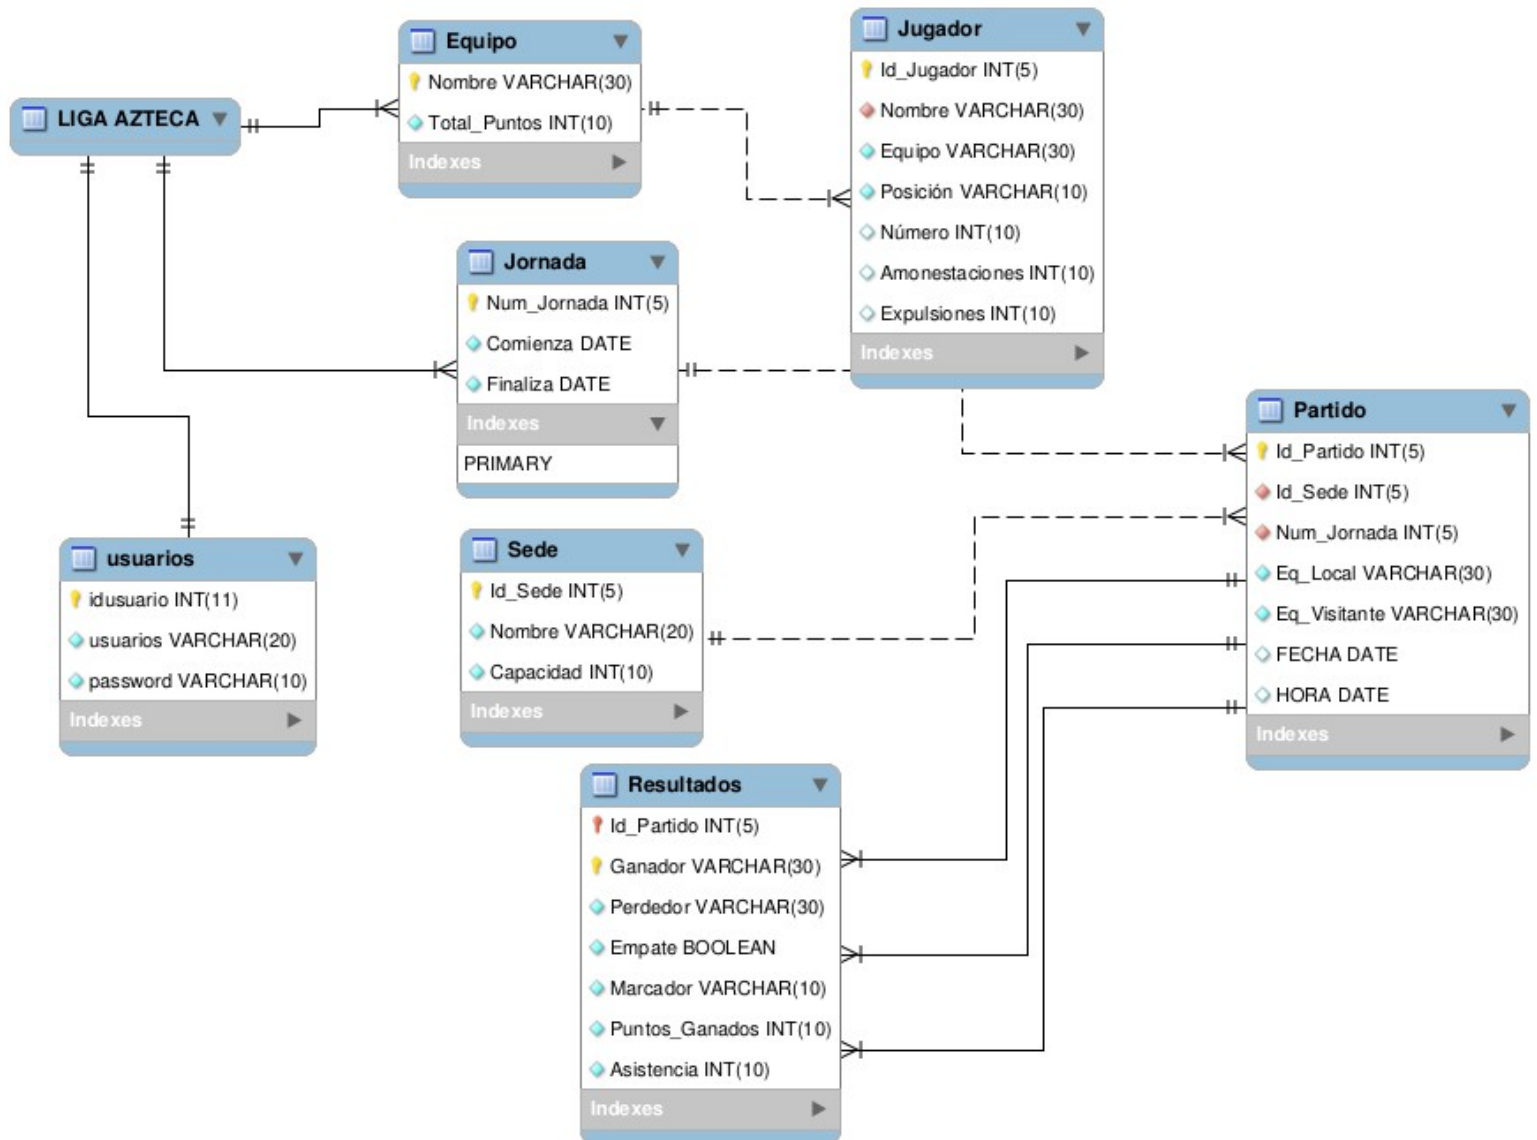 LIGA AZTECA
Equipo
Nombre VARCHAR(30)
Total_Puntos INT(10)
Indexes
Jugador
Id_Jugador INT(5)
Nombre VARCHAR(30)
Equipo VARCHAR(30)
Posición VARCHAR(10)
Número INT(10)
Amonestaciones INT(10)
Expulsiones INT(10)
Indexes
Jornada
Num_Jornada INT(5)
Comienza DATE
Finaliza DATE
Indexes
PRIMARY
Partido
Id_Partido INT(5)
Id_Sede INT(5)
Num_Jornada INT(5)
Eq_Local VARCHAR(30)
Eq_Visitante VARCHAR(30)
FECHA DATE
HORA DATE
Indexes
usuarios
idusuario INT(11)
usuarios VARCHAR(20)
password VARCHAR(10)
Indexes
Sede
Id_Sede INT(5)
Nombre VARCHAR(20)
Capacidad INT(10)
Indexes
Resultados
Id_Partido INT(5)
Ganador VARCHAR(30)
Perdedor VARCHAR(30)
Empate BOOLEAN
Marcador VARCHAR(10)
Puntos_Ganados INT(10)
Asistencia INT(10)
Indexes